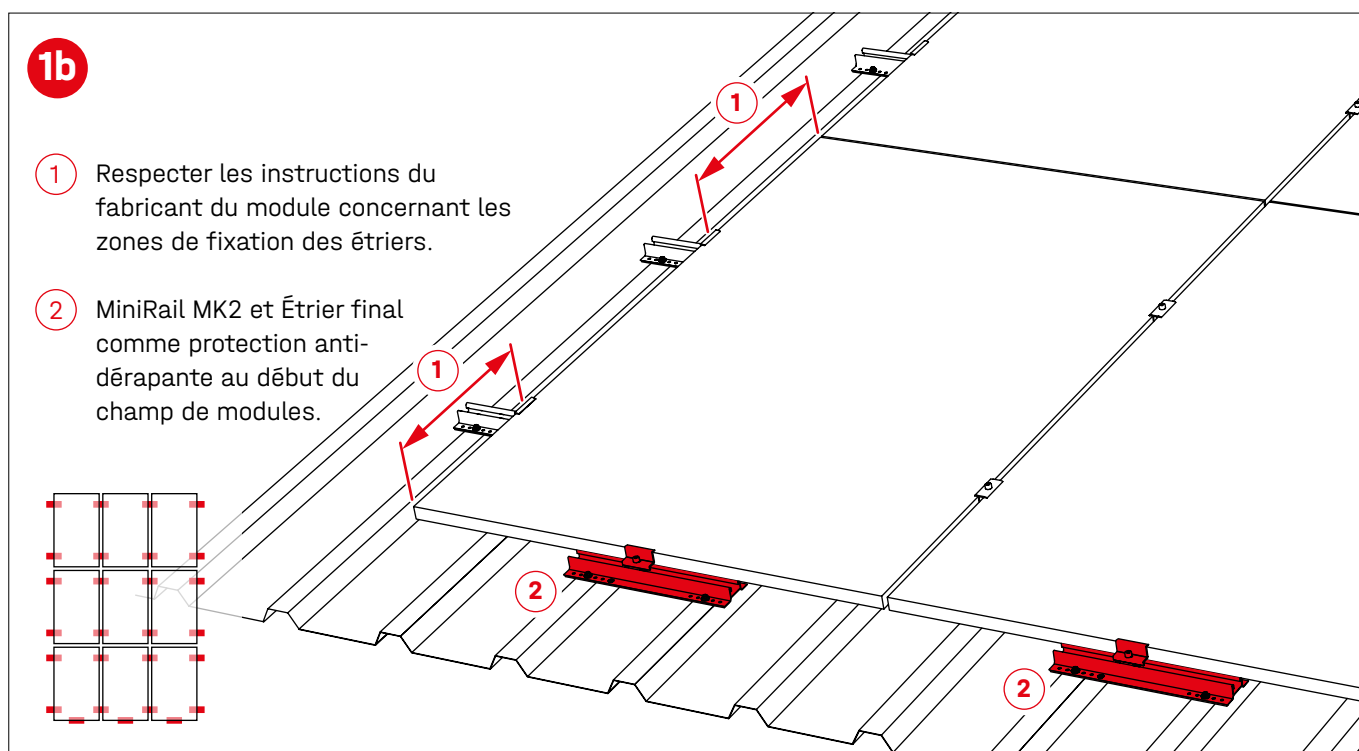 1b
1 Respecter les instructions du
fabricant du module concernant les
zones de fixation des étriers.
2 MiniRail MK2 et Étrier final
comme protection anti-
dérapante au début du
champ de modules.
1
1
2
2